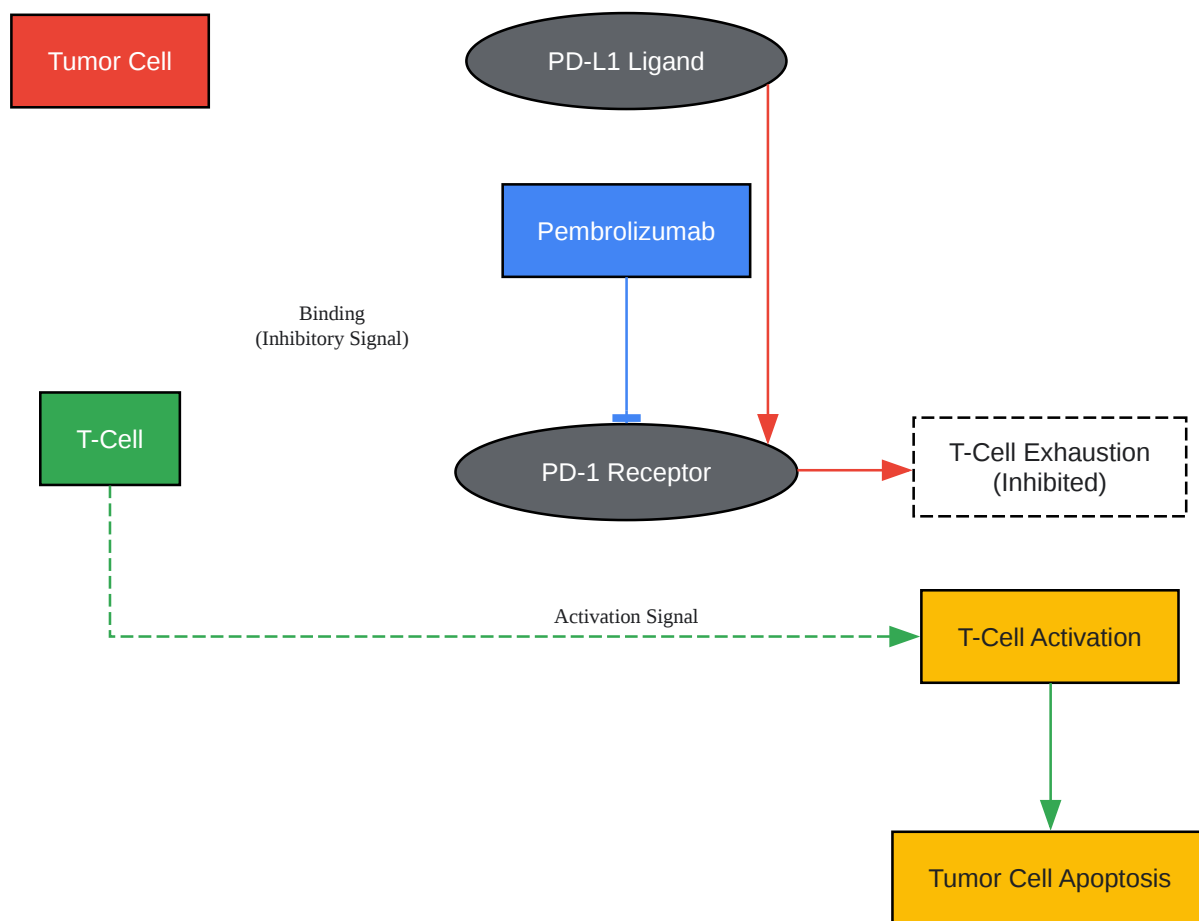 Tumor Cell
PD-L1 Ligand
Pembrolizumab
Binding
(Inhibitory Signal)
T-Cell
PD-1 Receptor
T-Cell Exhaustion
(Inhibited)
Activation Signal
T-Cell Activation
Tumor Cell Apoptosis